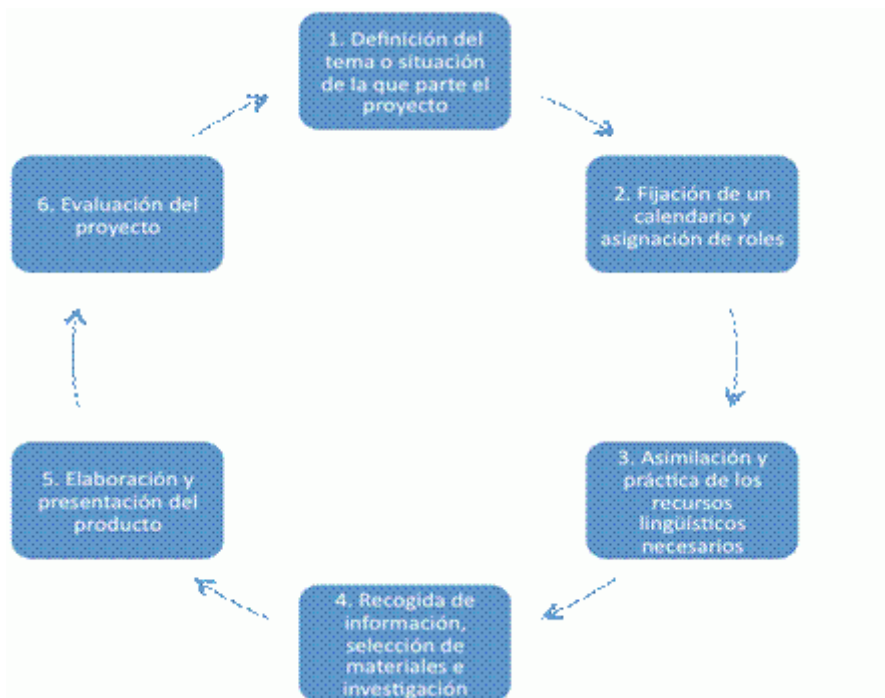 1. Definición del
tema o situación
de la que parte el
proyecto
2. Fijación de un
calendario y
asignación de roles
3. Asimilación y
práctica de los
recursos
lingüísticos
necesarios
4. Recogida de
información,
selección de
materiales e
investigación
5. Elaboración y
presentación del
producto
6. Evaluación del
proyecto